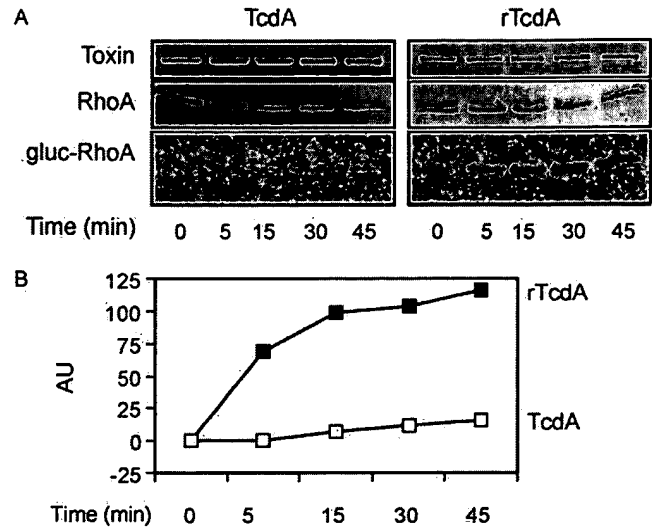 A
TcdA
rTcdA
Toxin
RhoA
gluc-RhoA
Time (min)
0 5 15 30 45
0 5 15 30 45
B
125
100
75
50
25
0
-25
AU
rTcdA
TcdA
Time (min)
0 5 15 30 45